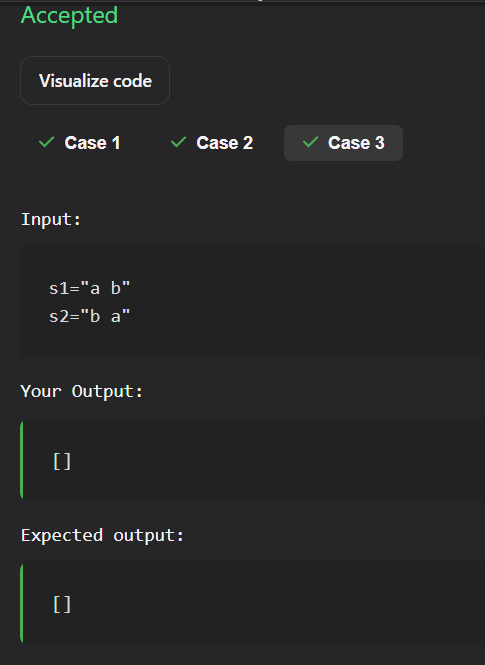 Accepted
Visualize code
Case 1 Case 2 Case 3
Input:
s1="a b"
s2="b a"
Your Output:
[]
Expected output:
[]